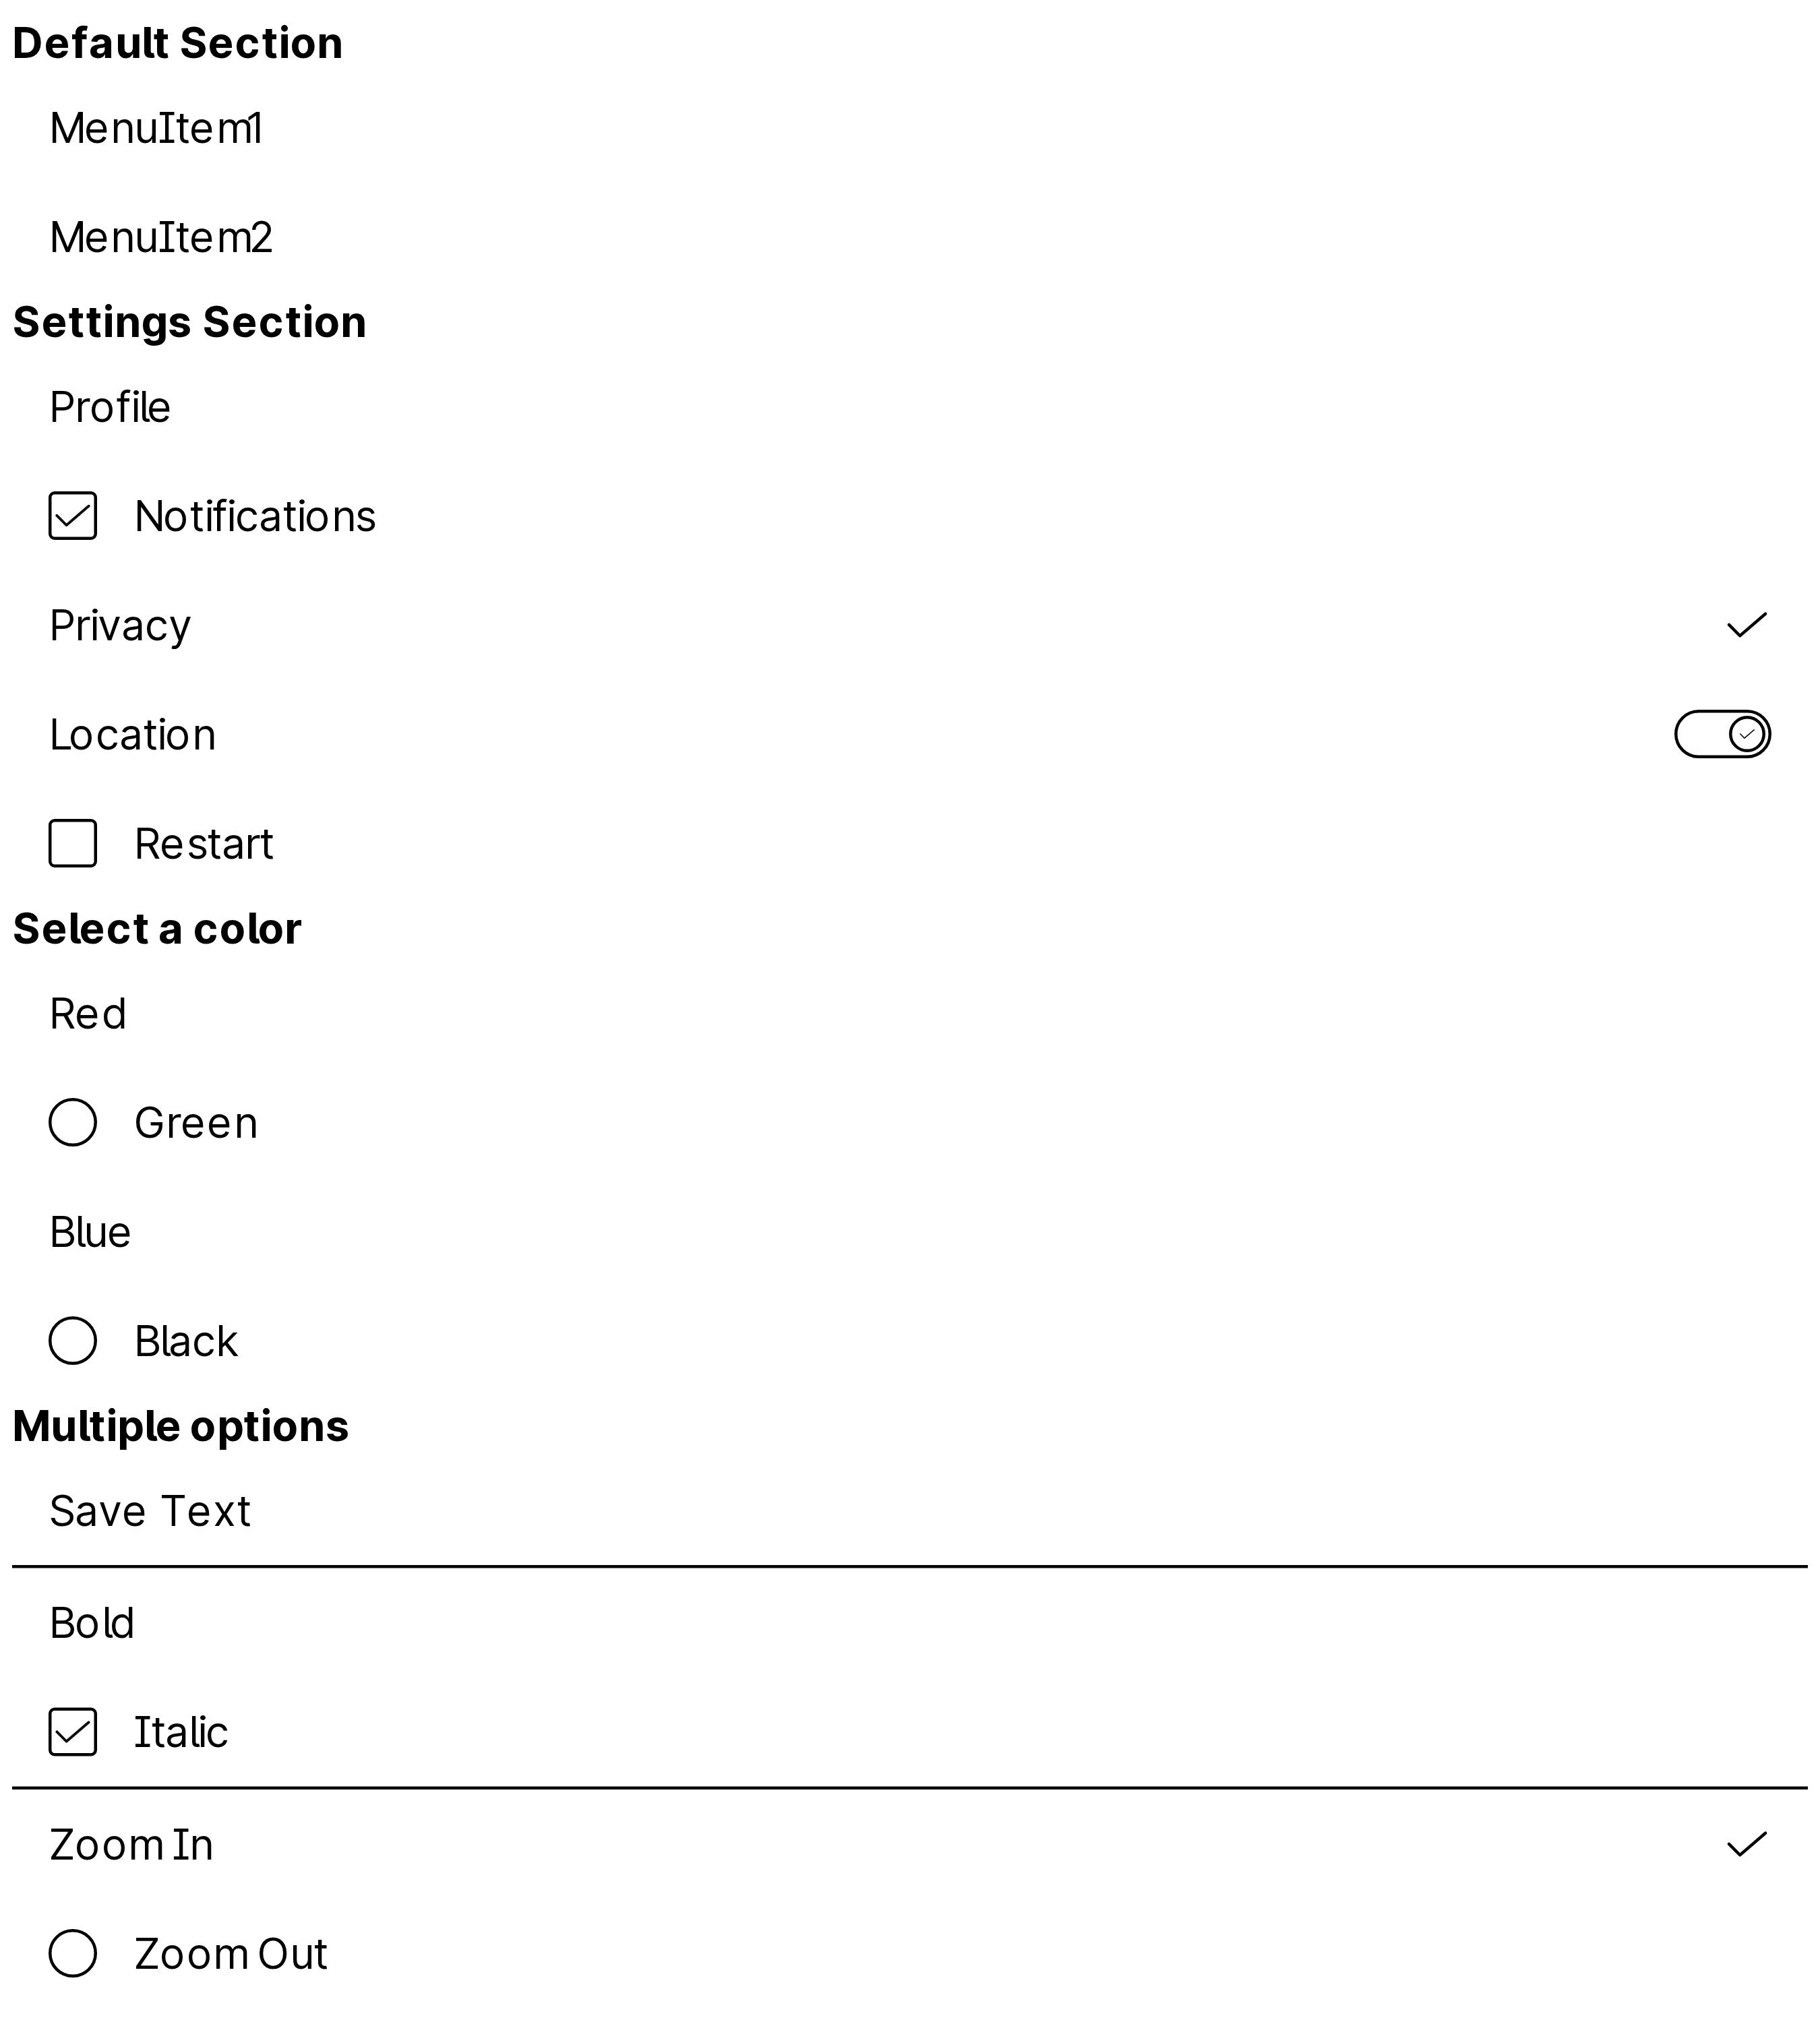 Default Section
MenuItem1
MenuItem2
Settings Section
Profile
Notifications
Privacy
Location
Restart
Select a color
Red
Green
Blue
Black
Multiple options
Save Text
Bold
Italic
Zoom In
Zoom Out